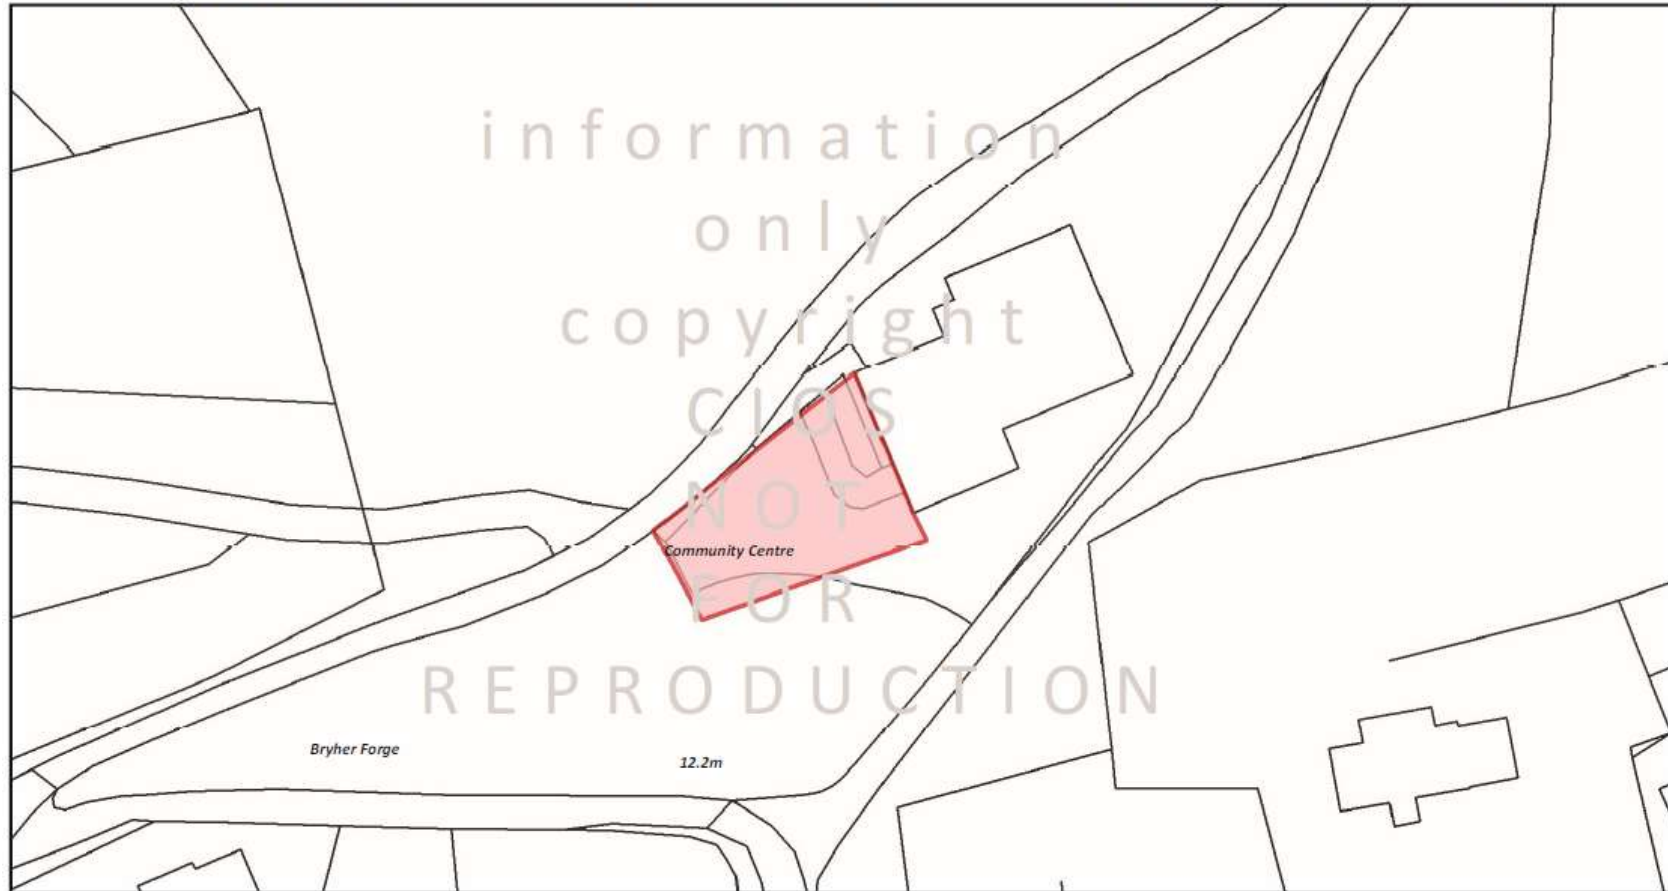 information
only
copyright
CIOS
NOT
Community Centre
FOR
REPRODUCTION
Bryher Forge
12.2m